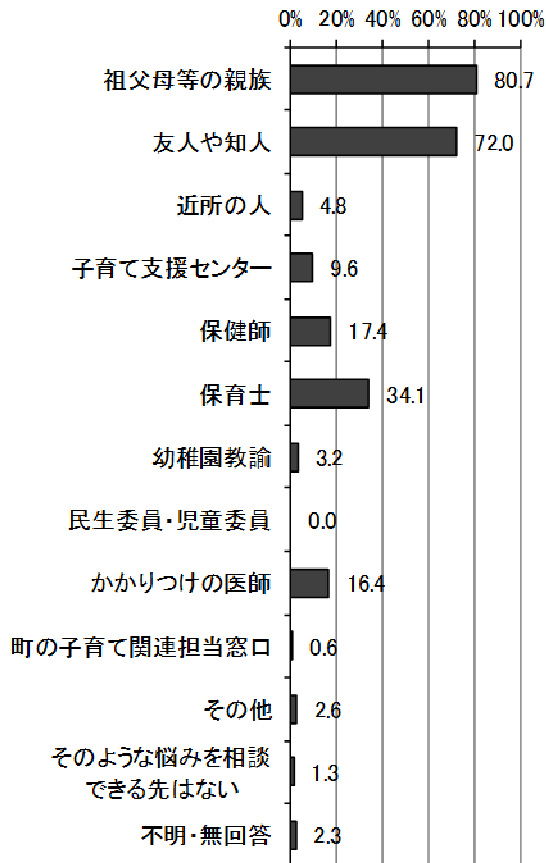 0% 20% 40% 60% 80% 100%
祖父母等の親族 80.7
友人や知人 72.0
近所の人 4.8
子育て支援センター 9.6
保健師 17.4
保育士 34.1
幼稚園教諭 3.2
民生委員・児童委員 0.0
かかりつけの医師 16.4
町の子育て関連担当窓口 0.6
その他 2.6
そのような悩みを相談
できる先はない 1.3
不明・無回答 2.3